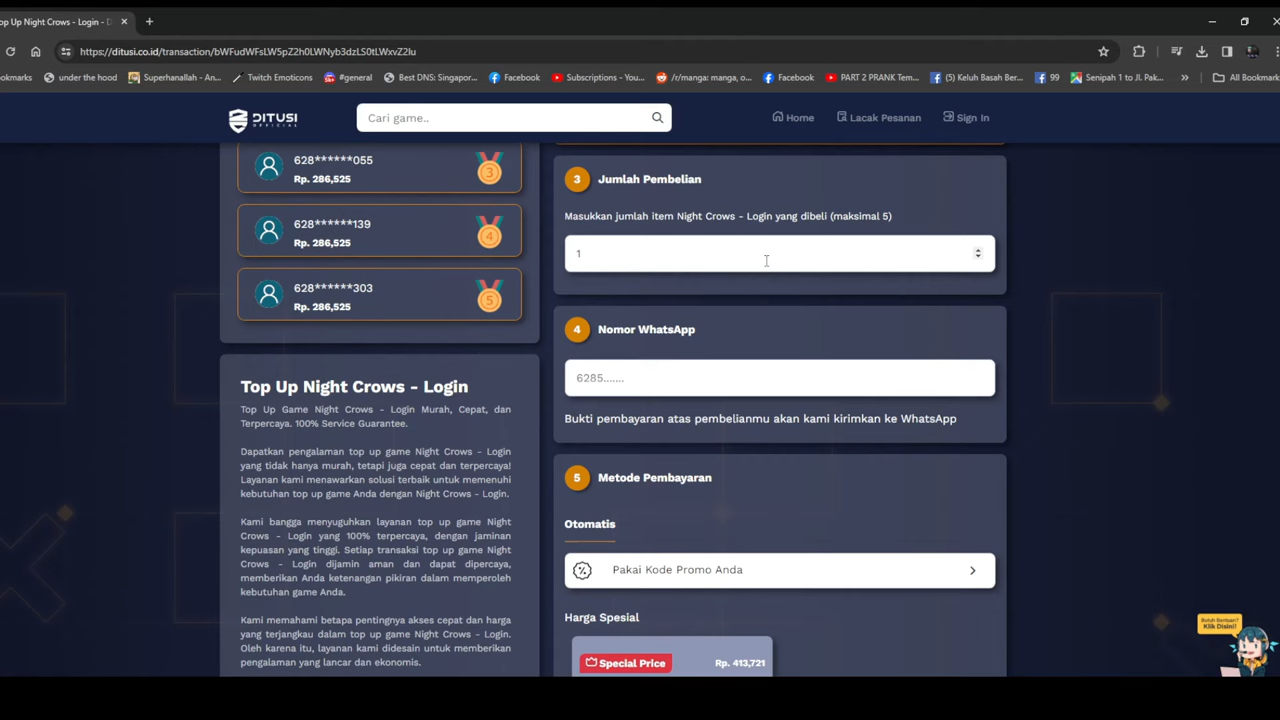 op Up Night Crows - Login - D
https://ditusi.co.id/transaction/bWFudWFsLW5pZ2h0LWNyb3dzLS0tLWxvZ2lu
okmarks
under the hood
Superhanallah - An...
Twitch Emoticons
#general
Best DNS: Singapor...
Facebook
Subscriptions - You...
/r/manga: manga, o...
Facebook
PART 2 PRANK Tem...
(5) Keluh Basah Ber...
99
Senipah 1 to Jl. Pak...
All Bookmark
DITUSI
OFFICIAL
Cari game..
Home
Lacak Pesanan
Sign In
628******055
Rp. 286,525
3
628******139
Rp. 286,525
4
628******303
Rp. 286,525
5
Top Up Night Crows - Login
Top Up Game Night Crows - Login Murah, Cepat, dan
Terpercaya. 100% Service Guarantee.
Dapatkan pengalaman top up game Night Crows - Login
yang tidak hanya murah, tetapi juga cepat dan terpercaya!
Layanan kami menawarkan solusi terbaik untuk memenuhi
kebutuhan top up game Anda dengan Night Crows - Login.
Kami bangga menyuguhkan layanan top up game Night
Crows - Login yang 100% terpercaya, dengan jaminan
kepuasan yang tinggi. Setiap transaksi top up game Night
Crows - Login dijamin aman dan dapat dipercaya,
memberikan Anda ketenangan pikiran dalam memperoleh
kebutuhan game Anda.
Kami memahami betapa pentingnya akses cepat dan harga
yang terjangkau dalam top up game Night Crows - Login.
Oleh karena itu, layanan kami didesain untuk memberikan
pengalaman yang lancar dan ekonomis.
3 Jumlah Pembelian
Masukkan jumlah item Night Crows - Login yang dibeli (maksimal 5)
1
4 Nomor WhatsApp
6285.......
Bukti pembayaran atas pembelianmu akan kami kirimkan ke WhatsApp
5 Metode Pembayaran
Otomatis
Pakai Kode Promo Anda
Harga Spesial
Special Price
Rp. 413,721
Butuh Bantuan?
Klik Disini!